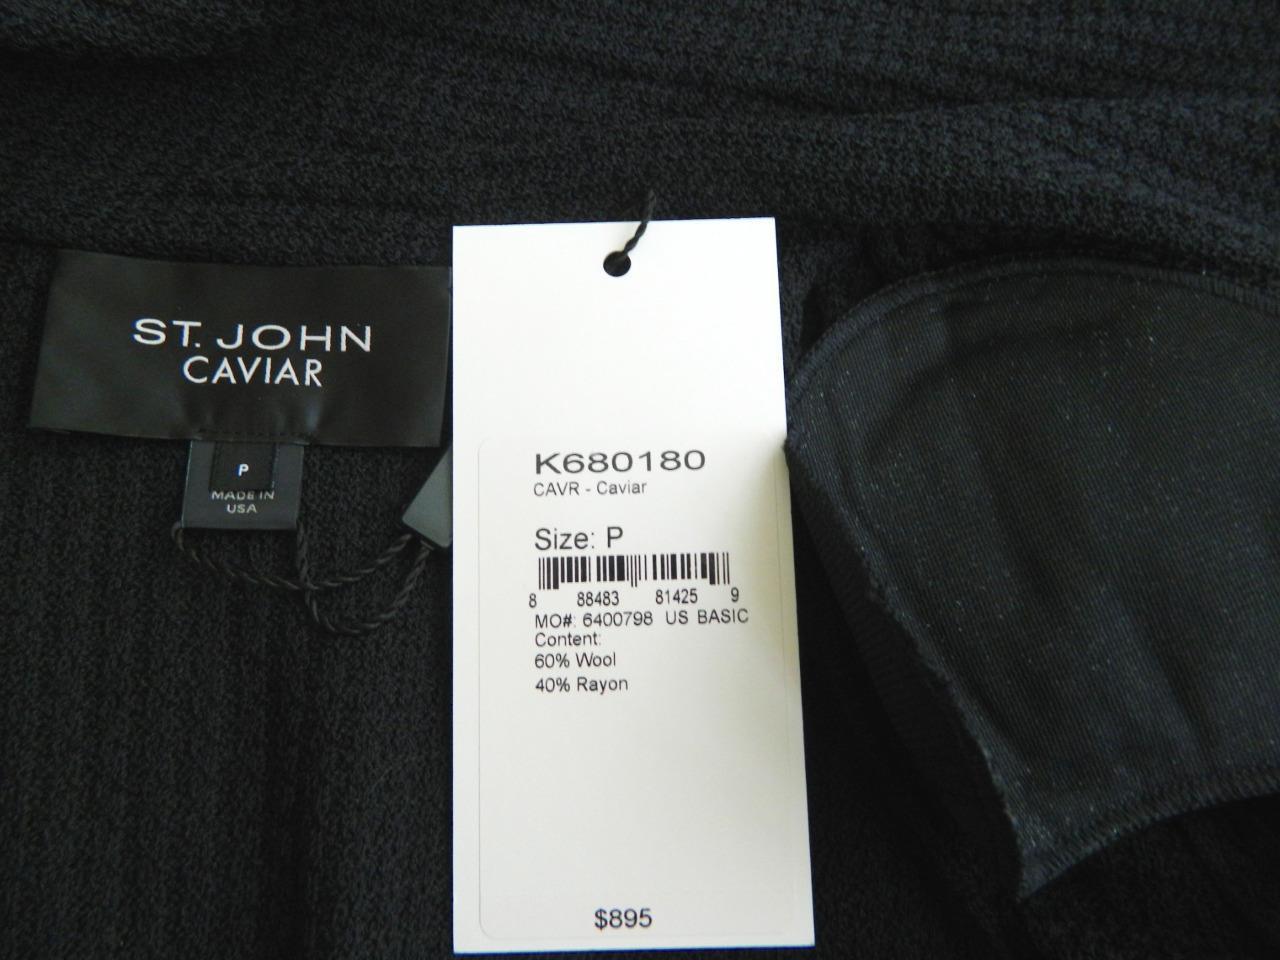 ST. JOHN
CAVIAR
P
MADE IN
USA
K680180
CAVR - Caviar
Size: P
8 88483 81425 9
MO#: 6400798 US BASIC
Content:
60% Wool
40% Rayon
$895